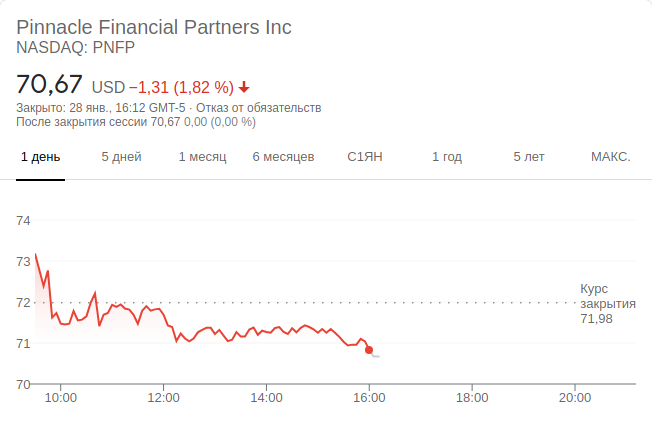 Pinnacle Financial Partners Inc
NASDAQ: PNFP
70,67 USD −1,31 (1,82 %)
Закрыто: 28 янв., 16:12 GMT-5 · Отказ от обязательств
После закрытия сессии 70,67 0,00 (0,00 %)
1 день 5 дней 1 месяц 6 месяцев С1ЯН 1 год 5 лет МАКС.
74
73
72
71
70
Курс
закрытия
71,98
10:00 12:00 14:00 16:00 18:00 20:00